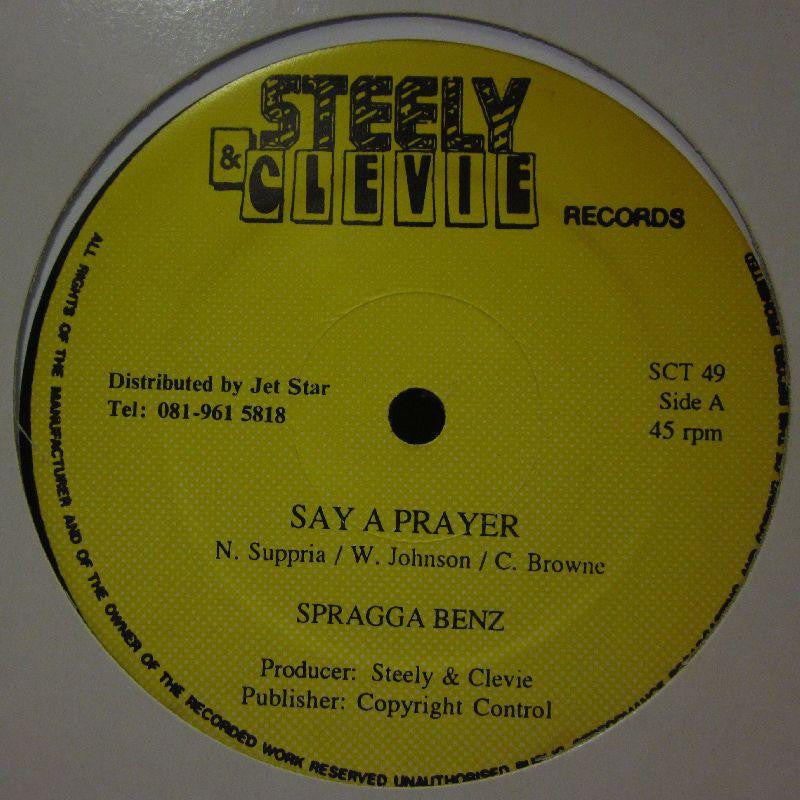 STEELY
& CLEVIE
RECORDS
Distributed by Jet Star
Tel: 081-961 5818
SCT 49
Side A
45 rpm
SAY A PRAYER
N. Suppria / W. Johnson / C. Browne
SPRAGGA BENZ
Producer: Steely & Clevie
Publisher: Copyright Control
ALL RIGHTS OF THE MANUFACTURER AND OF THE OWNER OF THE RECORDED WORK RESERVED UNAUTHORISED PUBLIC PERFORMANCE